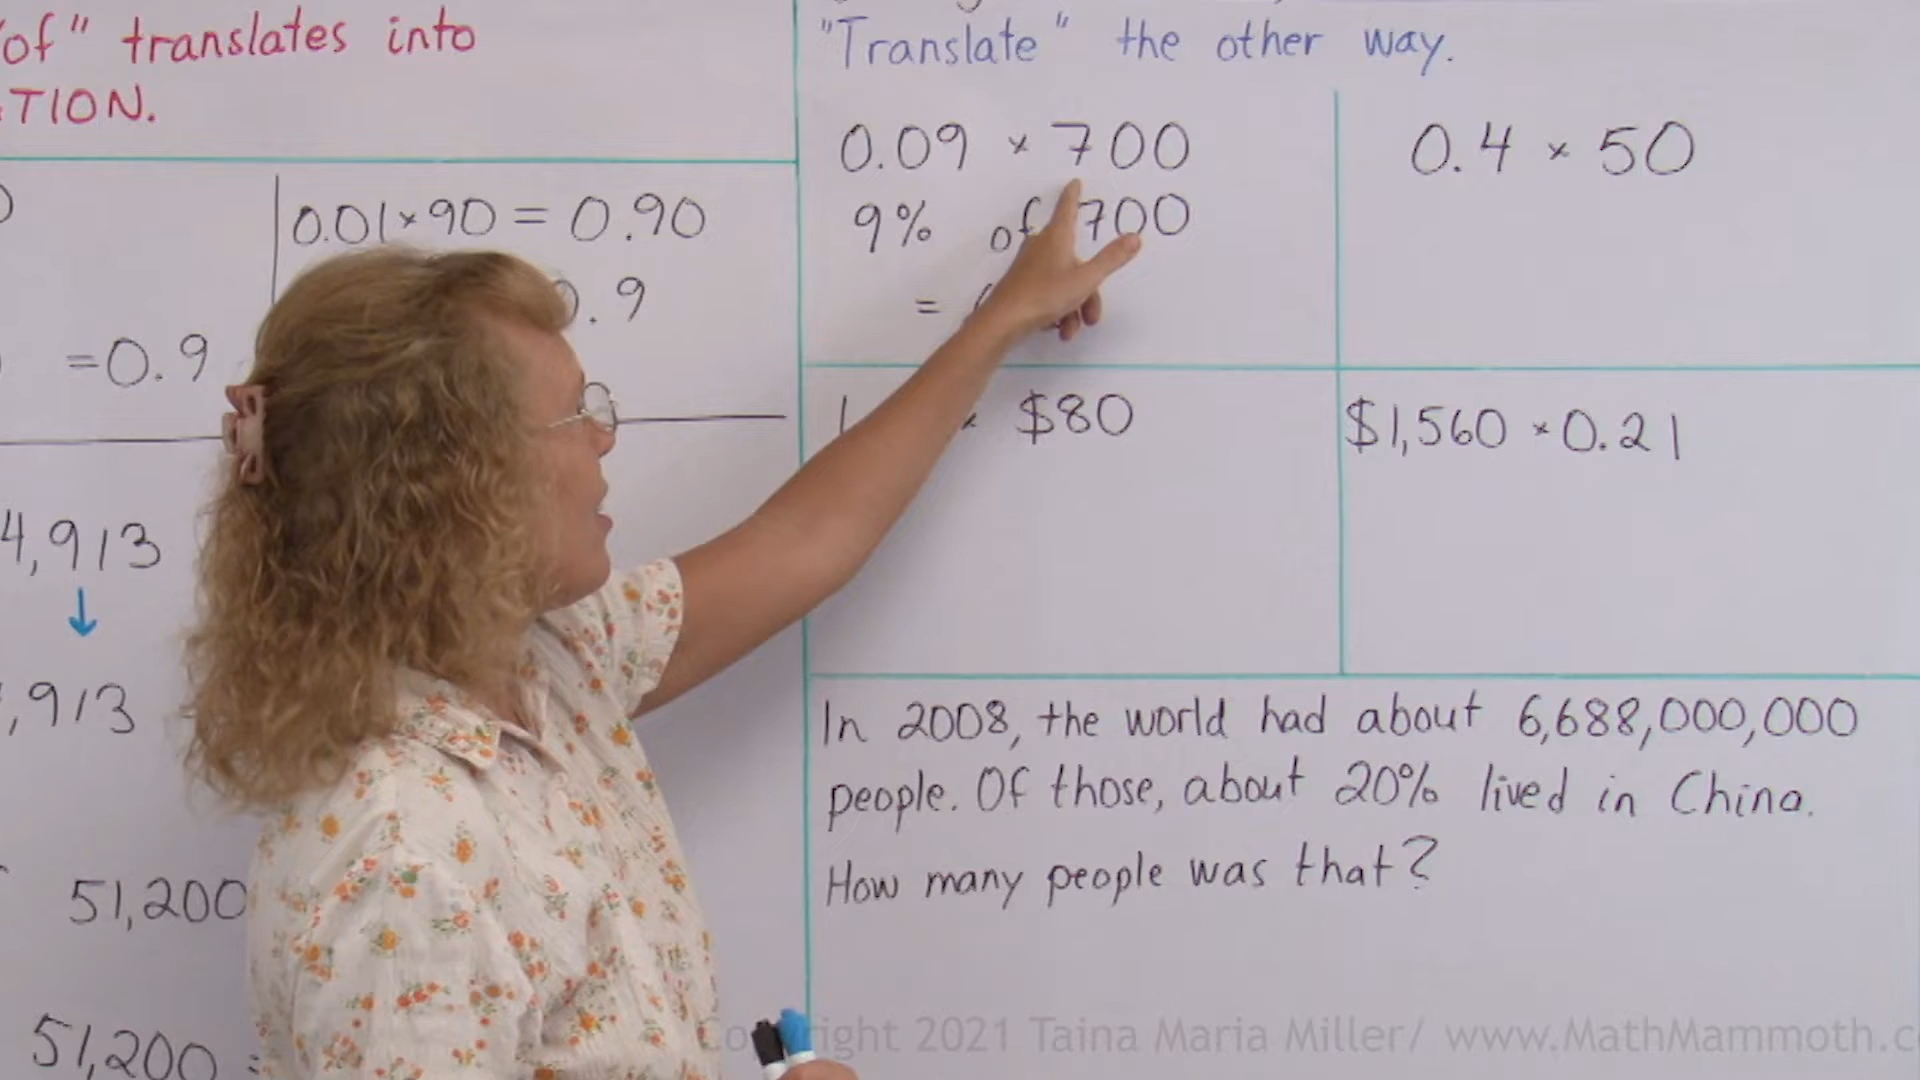 of" translates into
TION.
0.01×90 = 0.90
.9
=0.9
4,913
,913
51,200
51,200 =
"Translate" the other way.
0.09 × 700
9% of 700
=
× $80
0.4 × 50
$1,560 × 0.21
In 2008, the world had about 6,688,000,000
people. Of those, about 20% lived in China.
How many people was that?
Copyright 2021 Taina Maria Miller/ www.MathMammoth.c